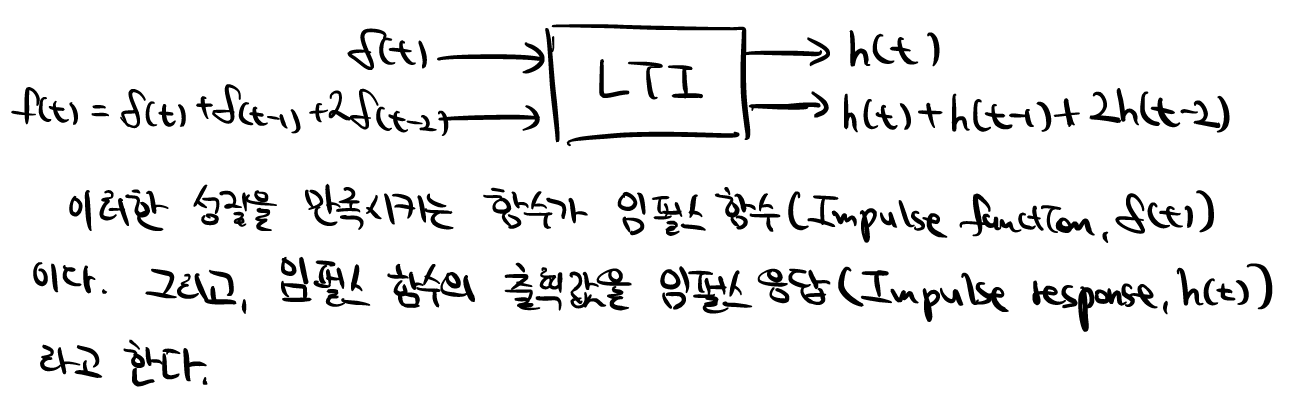 δ(t) → LTI → h(t)
f(t) = δ(t) + δ(t-1) + 2δ(t-2) → h(t) + h(t-1) + 2h(t-2)
이러한 성질을 만족시키는 함수가 임펄스 함수 (Impulse function, δ(t))
이다. 그리고, 임펄스 함수의 출력값을 임펄스 응답 (Impulse response, h(t))
라고 한다.